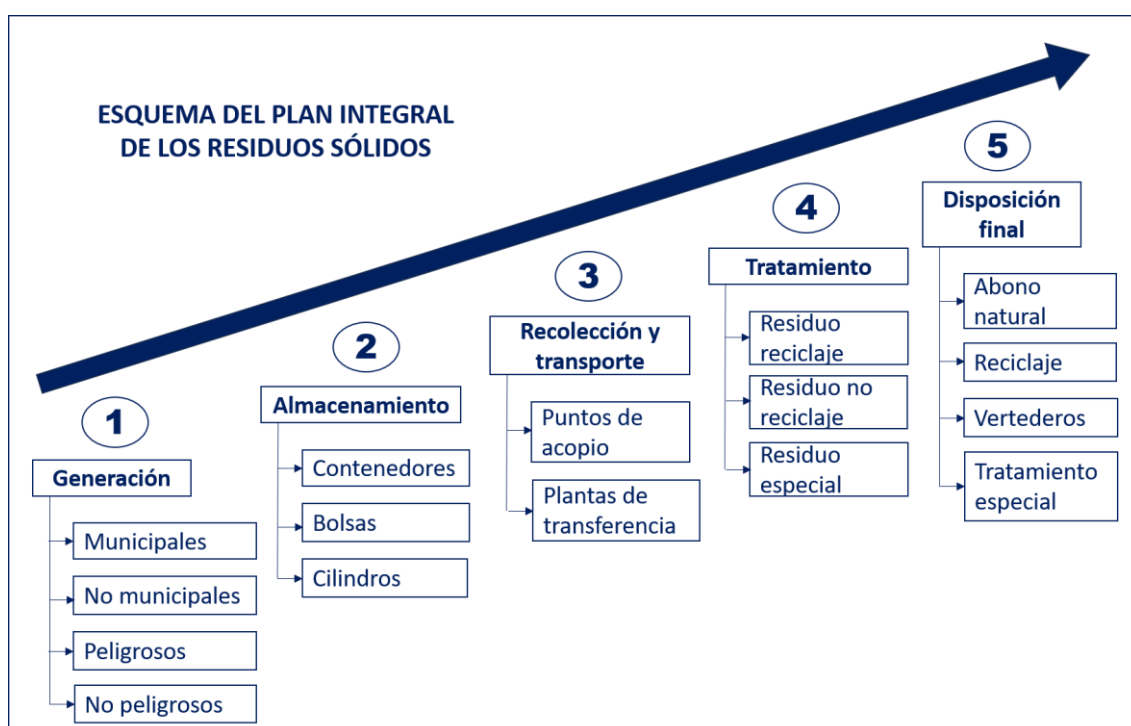 ESQUEMA DEL PLAN INTEGRAL
DE LOS RESIDUOS SÓLIDOS
1
Generación
Municipales
No municipales
Peligrosos
No peligrosos
2
Almacenamiento
Contenedores
Bolsas
Cilindros
3
Recolección y
transporte
Puntos de
acopio
Plantas de
transferencia
4
Tratamiento
Residuo
reciclaje
Residuo no
reciclaje
Residuo
especial
5
Disposición
final
Abono
natural
Reciclaje
Vertederos
Tratamiento
especial